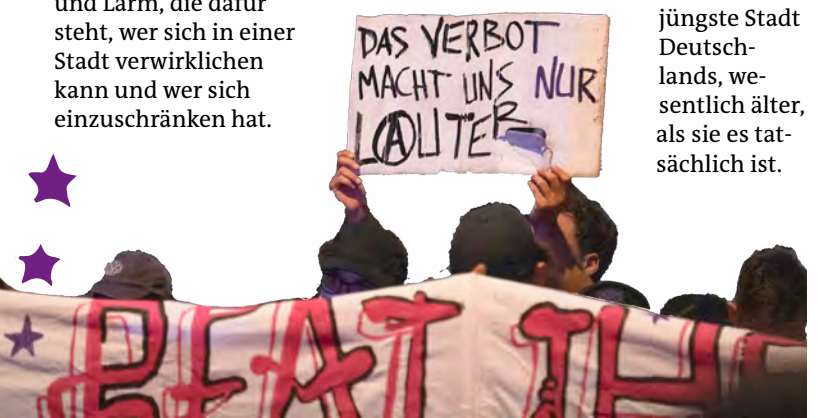 und Lärm, die dafür
steht, wer sich in einer
Stadt verwirklichen
kann und wer sich
einzuschränken hat.
DAS VERBOT
MACHT UNS NUR
LAUTER
jüngste Stadt
Deutsch-
lands, we-
sentlich älter,
als sie es tat-
sächlich ist.
BEAT THE